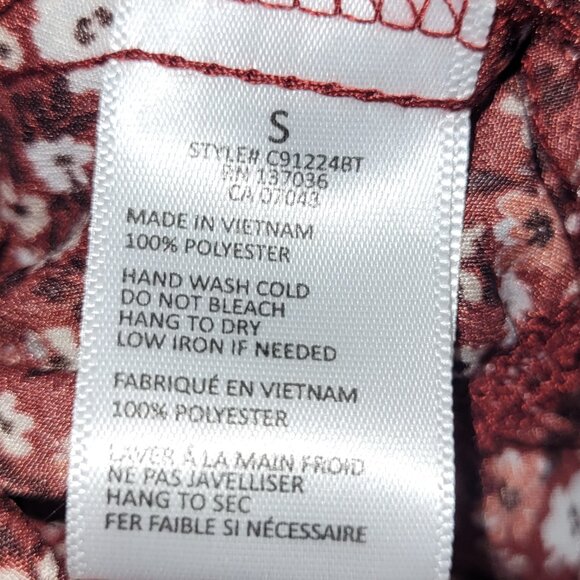 S
STYLE# C91224BT
RN 137036
CA 07043
MADE IN VIETNAM
100% POLYESTER
HAND WASH COLD
DO NOT BLEACH
HANG TO DRY
LOW IRON IF NEEDED
FABRIQUÉ EN VIETNAM
100% POLYESTER
LAVER À LA MAIN FROID
NE PAS JAVELLISER
HANG TO SEC
FER FAIBLE SI NÉCESSAIRE